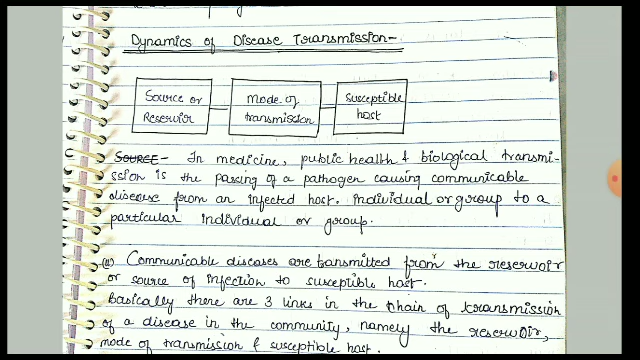 Dynamics of Disease Transmission-
Source or
Reservoir
Mode of
transmission
Susceptible
host
SOURCE - In medicine, public health & biological transmi-
ssion is the passing of a pathogen causing communicable
disease from an infected host. individual or group to a
particular individual or group.
Communicable diseases are transmitted from the reservoir
or source of infection to susceptible host.
Basically there are 3 links in the chain of transmission
of a disease in the community, namely the reservoir,
mode of transmission & susceptible host.